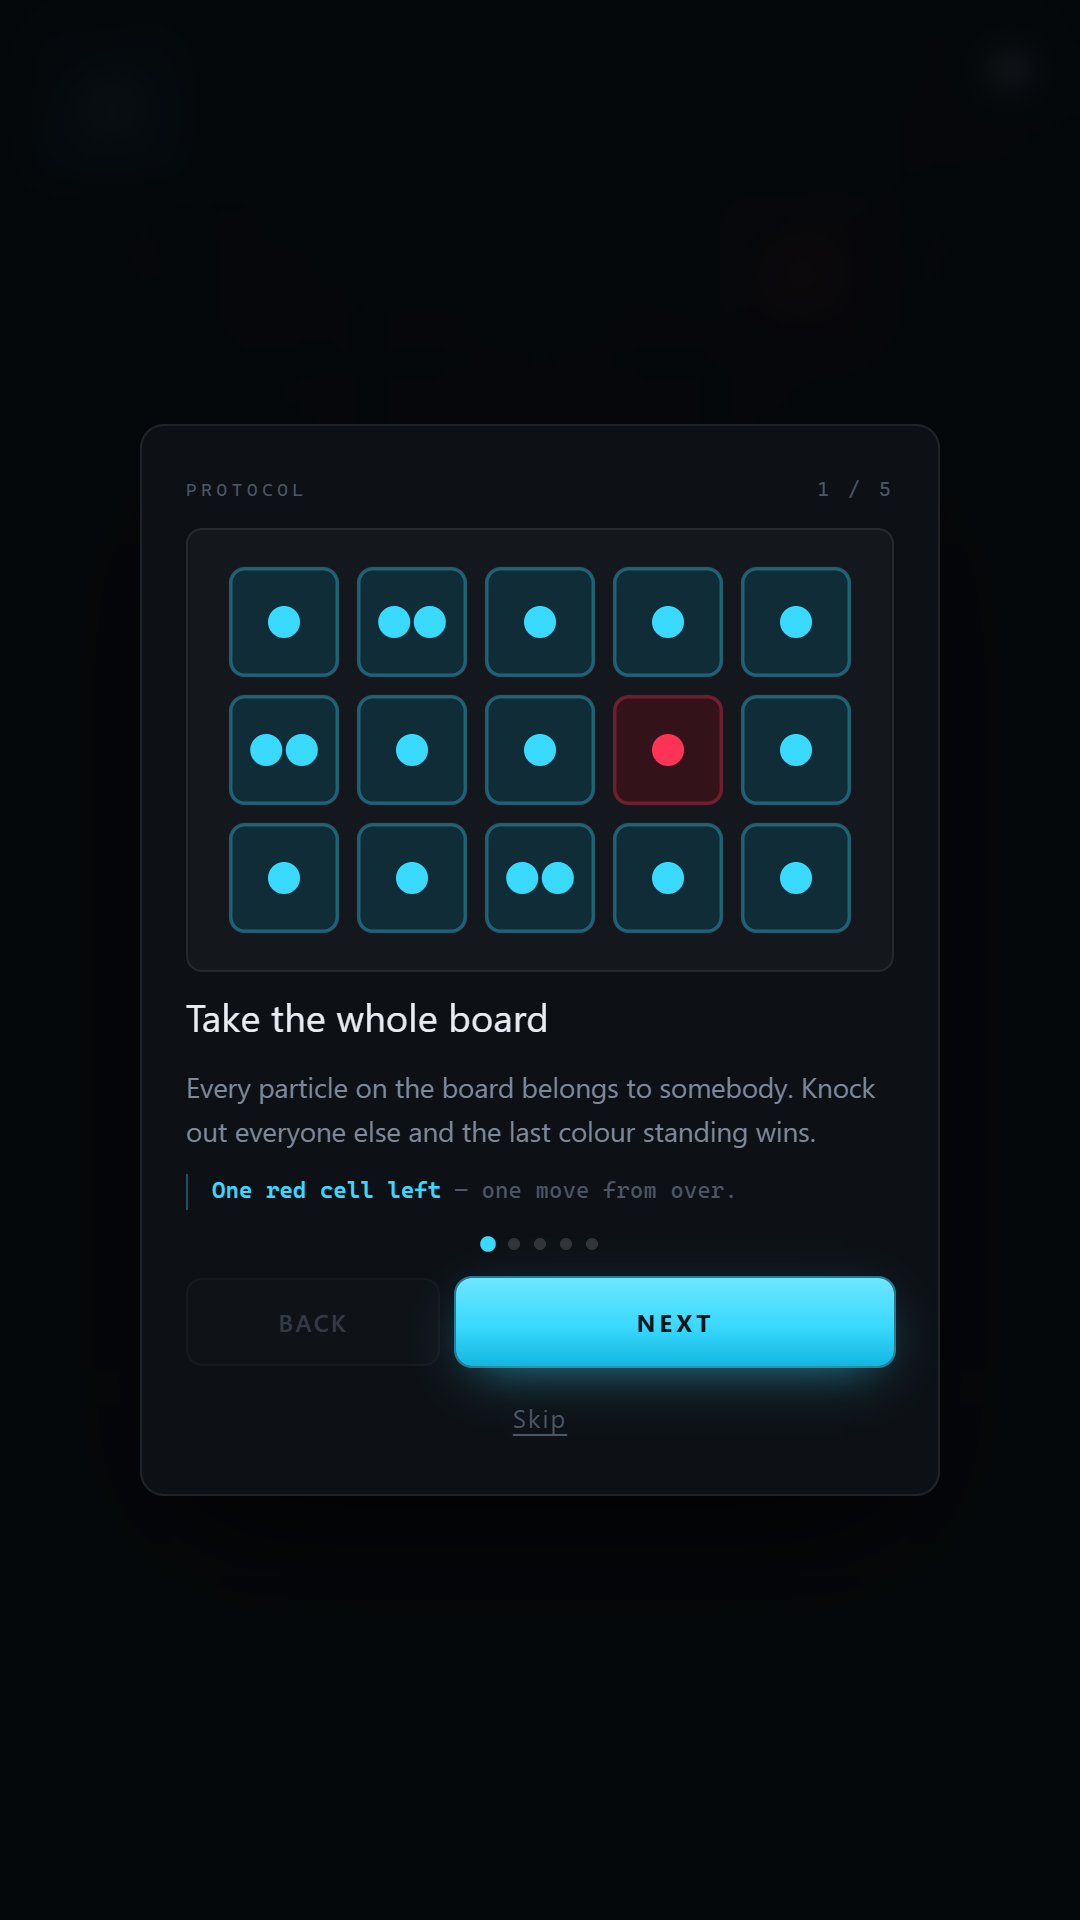 PROTOCOL
1 / 5
Take the whole board
Every particle on the board belongs to somebody. Knock
out everyone else and the last colour standing wins.
One red cell left — one move from over.
BACK
NEXT
Skip